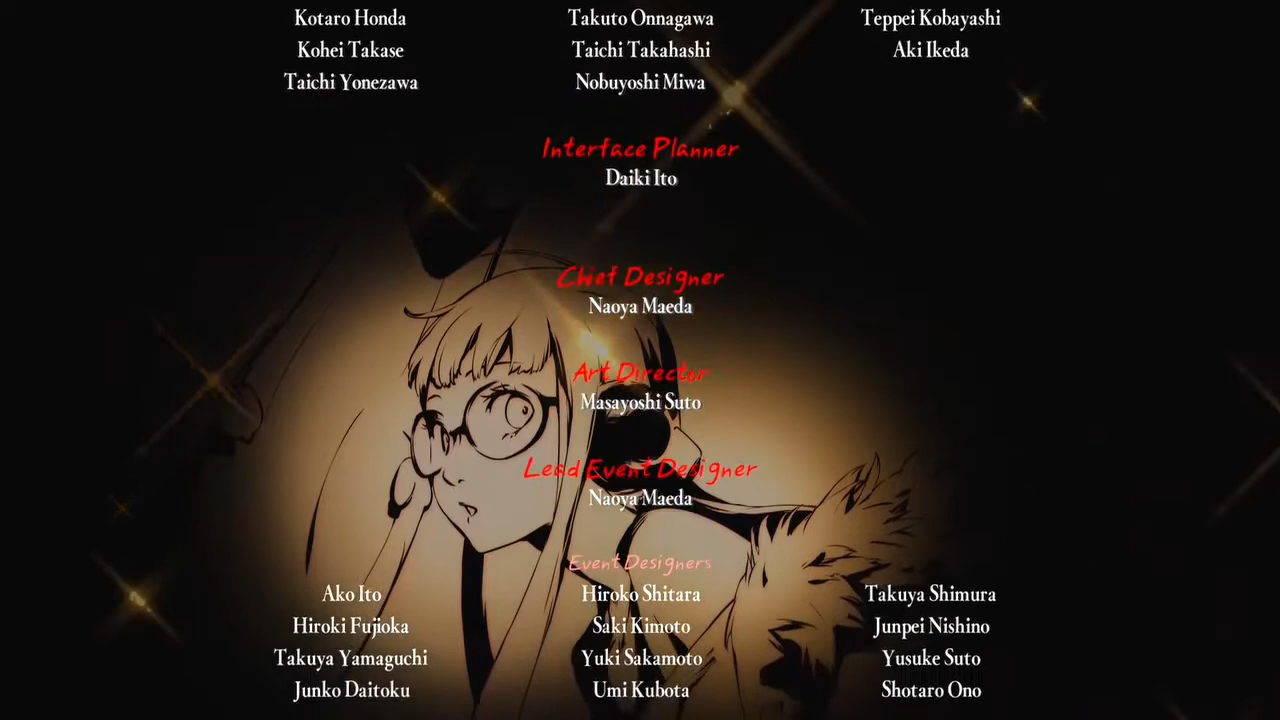 Kotaro Honda Takuto Onnagawa Teppei Kobayashi
Kohei Takase Taichi Takahashi Aki Ikeda
Taichi Yonezawa Nobuyoshi Miwa
Interface Planner
Daiki Ito
Chief Designer
Naoya Maeda
Art Director
Masayoshi Suto
Lead Event Designer
Naoya Maeda
Event Designers
Ako Ito Hiroko Shitara Takuya Shimura
Hiroki Fujioka Saki Kimoto Junpei Nishino
Takuya Yamaguchi Yuki Sakamoto Yusuke Suto
Junko Daitoku Umi Kubota Shotaro Ono